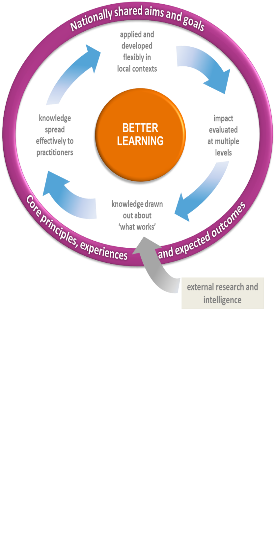 Nationally shared aims and goals
applied and
developed
flexibly in
local contexts
impact
evaluated
at multiple
levels
knowledge drawn
out about
'what works'
knowledge
spread
effectively to
practitioners
BETTER
LEARNING
Core principles, experiences and expected outcomes
external research and
intelligence